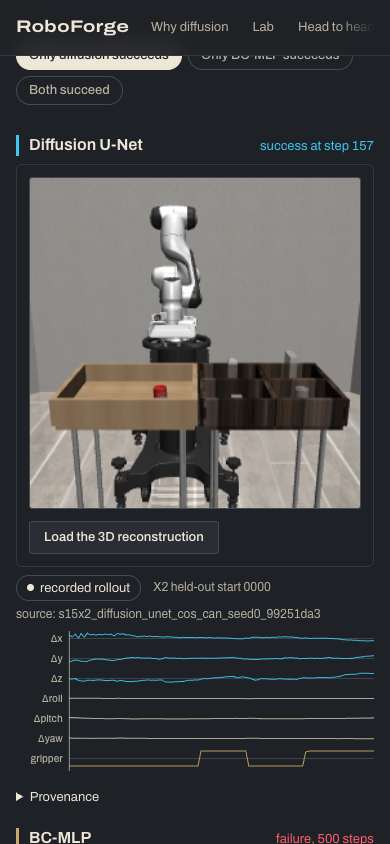 RoboForge Why diffusion Lab Head to head
Only diffusion succeeds Only BC-MLP succeeds
Both succeed
Diffusion U-Net success at step 157
Load the 3D reconstruction
recorded rollout X2 held-out start 0000
source: s15x2_diffusion_unet_cos_can_seed0_99251da3
Δx
Δy
Δz
Δroll
Δpitch
Δyaw
gripper
Provenance
BC-MLP failure, 500 steps